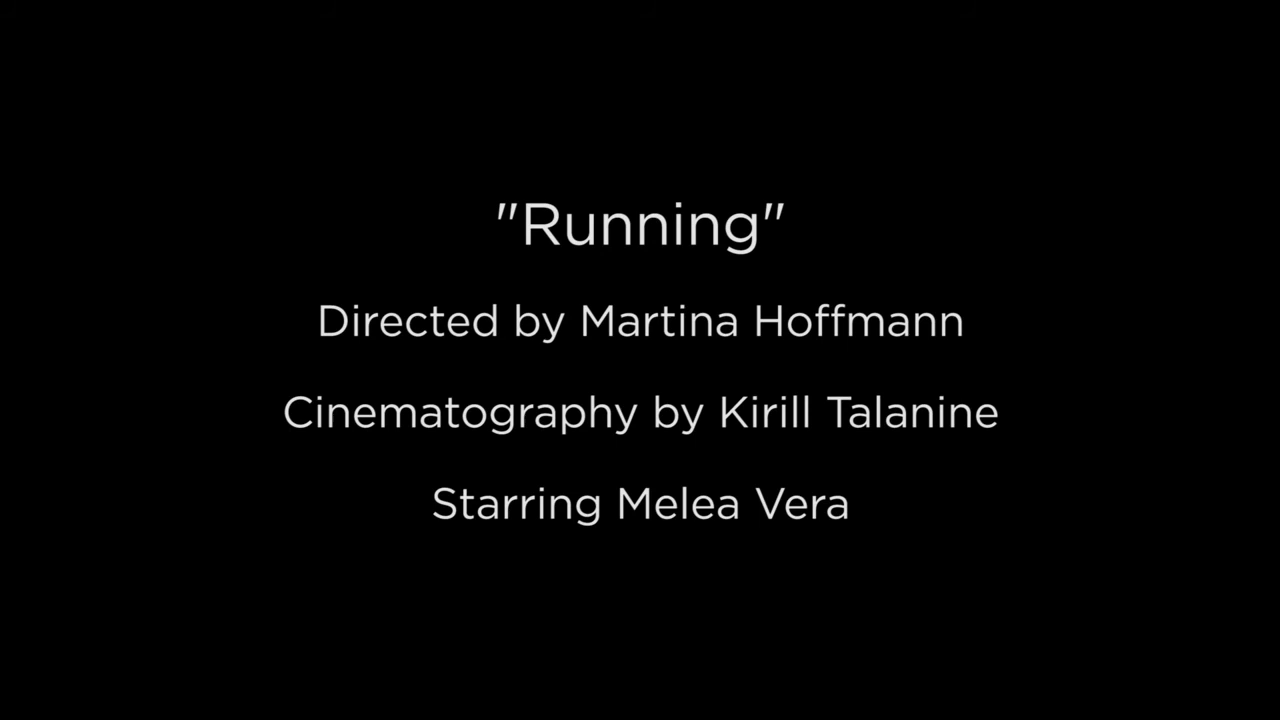 "Running"
Directed by Martina Hoffmann
Cinematography by Kirill Talanine
Starring Melea Vera